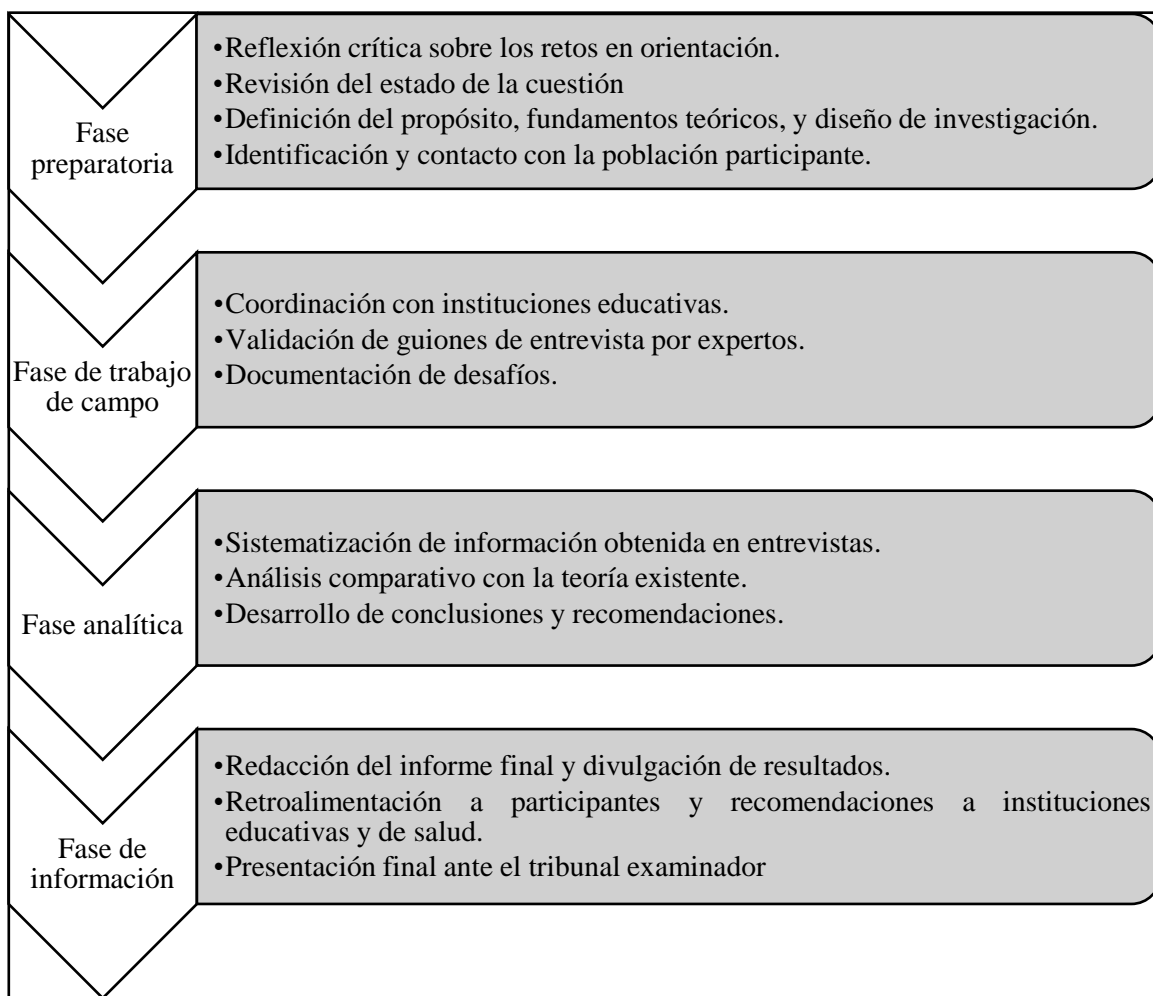 Fase
preparatoria
•Reflexión crítica sobre los retos en orientación.
•Revisión del estado de la cuestión
•Definición del propósito, fundamentos teóricos, y diseño de investigación.
•Identificación y contacto con la población participante.
Fase de trabajo
de campo
•Coordinación con instituciones educativas.
•Validación de guiones de entrevista por expertos.
•Documentación de desafíos.
Fase analítica
•Sistematización de información obtenida en entrevistas.
•Análisis comparativo con la teoría existente.
•Desarrollo de conclusiones y recomendaciones.
Fase de
información
•Redacción del informe final y divulgación de resultados.
•Retroalimentación a participantes y recomendaciones a instituciones
educativas y de salud.
•Presentación final ante el tribunal examinador